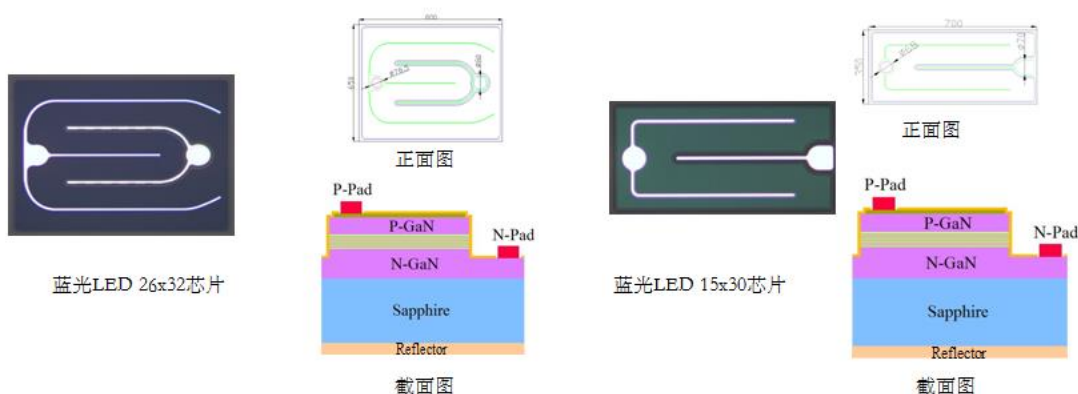 正面图
P-Pad
P-GaN
N-Pad
N-GaN
Sapphire
Reflector
截面图
蓝光LED 26x32芯片
700
正面图
P-Pad
P-GaN
N-Pad
N-GaN
Sapphire
Reflector
截面图
蓝光LED 15x30芯片